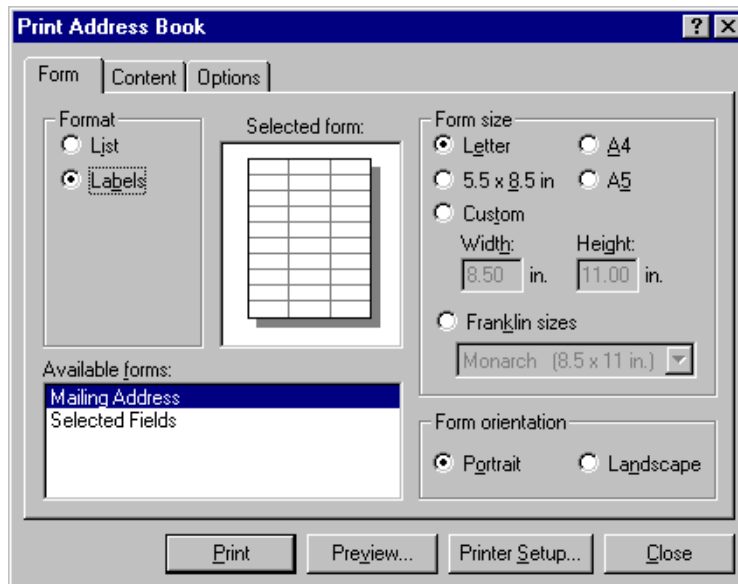 Print Address Book
Form Content Options
Format
List
Labels
Selected form:
Form size
Letter A4
5.5 x 8.5 in A5
Custom
Width: Height:
8.50 in. 11.00 in.
Franklin sizes
Monarch (8.5 x 11 in.)
Available forms:
Mailing Address
Selected Fields
Form orientation
Portrait Landscape
Print Preview... Printer Setup... Close